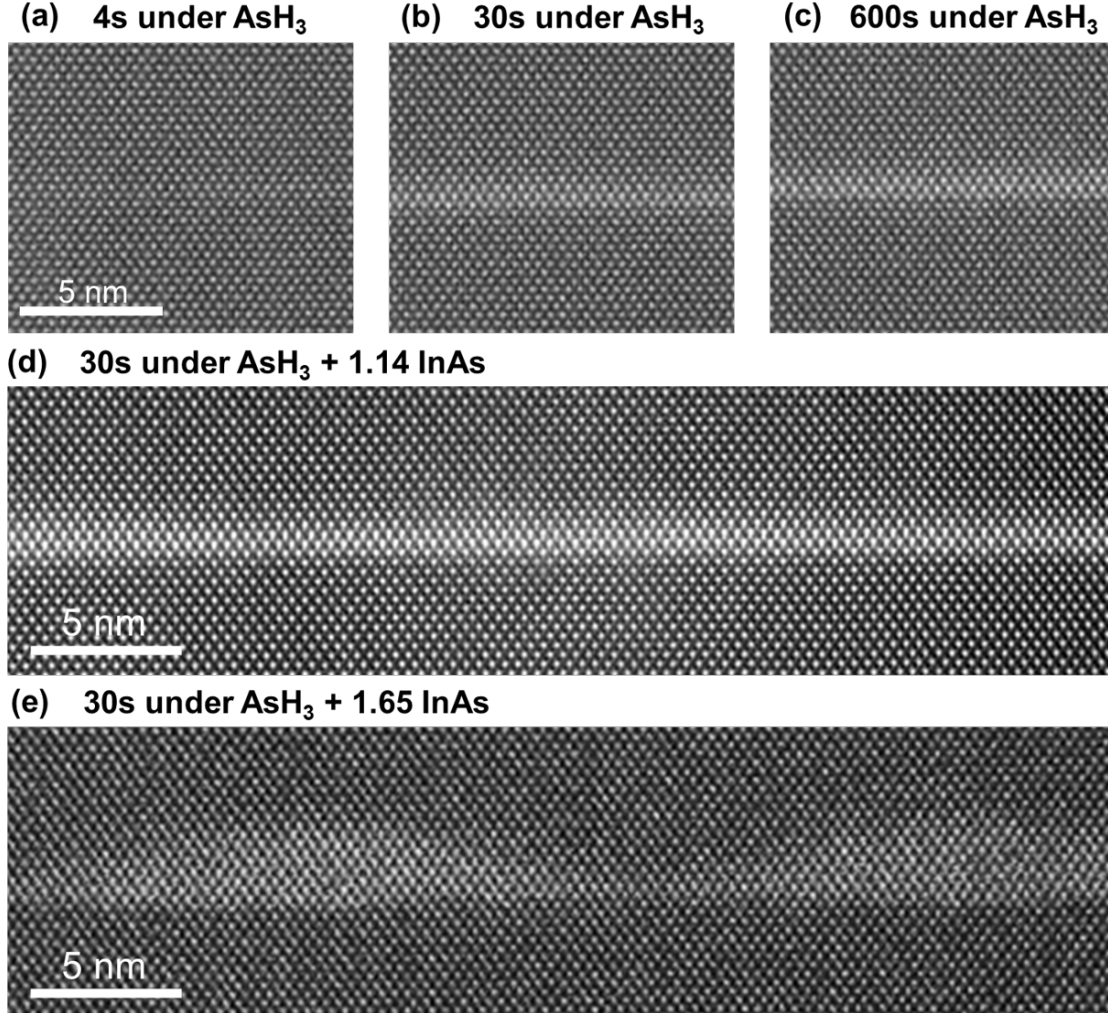 (a) 4s under AsH₃
(b) 30s under AsH₃
(c) 600s under AsH₃
5 nm
(d) 30s under AsH₃ + 1.14 InAs
5 nm
(e) 30s under AsH₃ + 1.65 InAs
5 nm